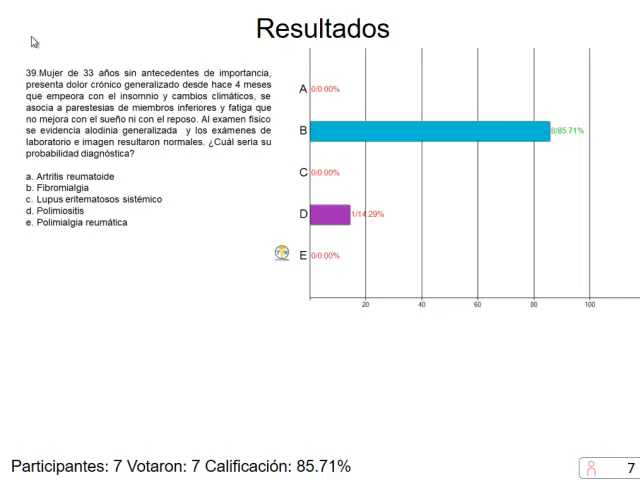 Resultados
39.Mujer de 33 años sin antecedentes de importancia,
presenta dolor crónico generalizado desde hace 4 meses
que empeora con el insomnio y cambios climáticos, se
asocia a parestesias de miembros inferiores y fatiga que
no mejora con el sueño ni con el reposo. Al examen físico
se evidencia alodinia generalizada y los exámenes de
laboratorio e imagen resultaron normales. ¿Cuál sería su
probabilidad diagnóstica?
a. Artritis reumatoide
b. Fibromialgia
c. Lupus eritematosos sistémico
d. Polimiositis
e. Polimialgia reumática
A 0/0.00%
B 6/85.71%
C 0/0.00%
D 1/14.29%
E 0/0.00%
20 40 60 80 100
Participantes: 7 Votaron: 7 Calificación: 85.71%
7